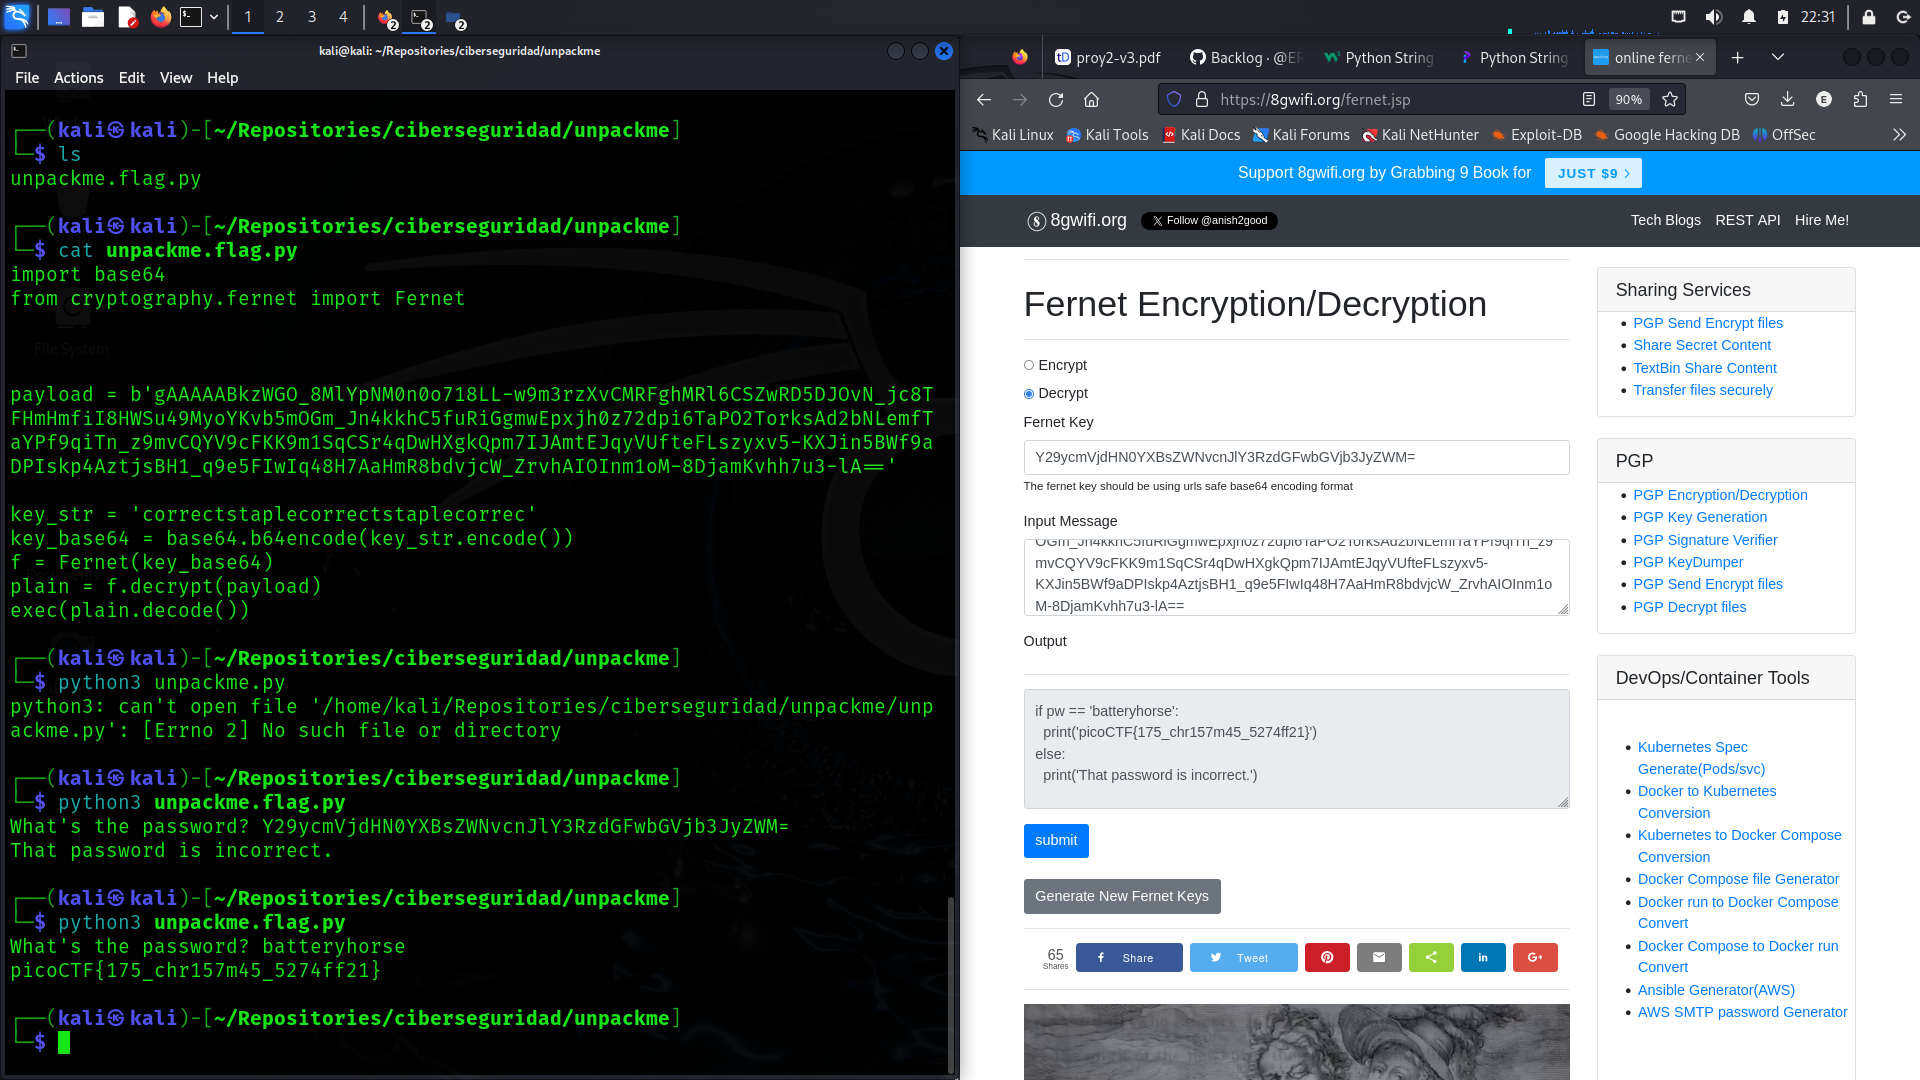 1
2
3
4
2
2
2
22:31
kali@kali: ~/Repositories/ciberseguridad/unpackme
File Actions Edit View Help
┌──(kali㉿kali)-[~/Repositories/ciberseguridad/unpackme]
└─$ ls
unpackme.flag.py
┌──(kali㉿kali)-[~/Repositories/ciberseguridad/unpackme]
└─$ cat unpackme.flag.py
import base64
from cryptography.fernet import Fernet
File System
payload = b'gAAAAABkzWGO_8MlYpNM0n0o718LL-w9m3rzXvCMRFghMRl6CSZwRD5DJOvN_jc8T
FHmHmfiI8HWSu49MyoYKvb5mOGm_Jn4kkhC5fuRiGgmwEpxjh0z72dpi6TaPO2TorksAd2bNLemfT
aYPf9qiTn_z9mvCQYV9cFKK9m1SqCSr4qDwHXgkQpm7IJAmtEJqyVUfteFLszyxv5-KXJin5BWf9a
DPIskp4AztjsBH1_q9e5FIwIq48H7AaHmR8bdvjcW_ZrvhAIOInm1oM-8DjamKvhh7u3-lA=='
key_str = 'correctstaplecorrectstaplecorrec'
key_base64 = base64.b64encode(key_str.encode())
f = Fernet(key_base64)
plain = f.decrypt(payload)
exec(plain.decode())
┌──(kali㉿kali)-[~/Repositories/ciberseguridad/unpackme]
└─$ python3 unpackme.py
python3: can't open file '/home/kali/Repositories/ciberseguridad/unpackme/unp
ackme.py': [Errno 2] No such file or directory
┌──(kali㉿kali)-[~/Repositories/ciberseguridad/unpackme]
└─$ python3 unpackme.flag.py
What's the password? Y29ycmVjdHN0YXBsZWNvcnJlY3RzdGFwbGVjb3JyZWM=
That password is incorrect.
┌──(kali㉿kali)-[~/Repositories/ciberseguridad/unpackme]
└─$ python3 unpackme.flag.py
What's the password? batteryhorse
picoCTF{175_chr157m45_5274ff21}
┌──(kali㉿kali)-[~/Repositories/ciberseguridad/unpackme]
└─$
tD proy2-v3.pdf
Backlog · @ER
Python String
Python String
online ferne
https://8gwifi.org/fernet.jsp
90%
E
Kali Linux Kali Tools Kali Docs Kali Forums Kali NetHunter Exploit-DB Google Hacking DB OffSec
Support 8gwifi.org by Grabbing 9 Book for JUST $9 >
8gwifi.org Follow @anish2good Tech Blogs REST API Hire Me!
Fernet Encryption/Decryption
Encrypt
Decrypt
Fernet Key
Y29ycmVjdHN0YXBsZWNvcnJlY3RzdGFwbGVjb3JyZWM=
The fernet key should be using urls safe base64 encoding format
Input Message
OGm_Jn4kkhC5fuRiGgmwEpxjh0z72dpi6TaPO2TorksAd2bNLemfTaYPf9qiTn_z9
mvCQYV9cFKK9m1SqCSr4qDwHXgkQpm7IJAmtEJqyVUfteFLszyxv5-
KXJin5BWf9aDPIskp4AztjsBH1_q9e5FIwIq48H7AaHmR8bdvjcW_ZrvhAIOInm1o
M-8DjamKvhh7u3-lA==
Output
if pw == 'batteryhorse':
print('picoCTF{175_chr157m45_5274ff21}')
else:
print('That password is incorrect.')
submit
Generate New Fernet Keys
65
Shares
Share
Tweet
Sharing Services
PGP Send Encrypt files
Share Secret Content
TextBin Share Content
Transfer files securely
PGP
PGP Encryption/Decryption
PGP Key Generation
PGP Signature Verifier
PGP KeyDumper
PGP Send Encrypt files
PGP Decrypt files
DevOps/Container Tools
Kubernetes Spec
Generate(Pods/svc)
Docker to Kubernetes
Conversion
Kubernetes to Docker Compose
Conversion
Docker Compose file Generator
Docker run to Docker Compose
Convert
Docker Compose to Docker run
Convert
Ansible Generator(AWS)
AWS SMTP password Generator